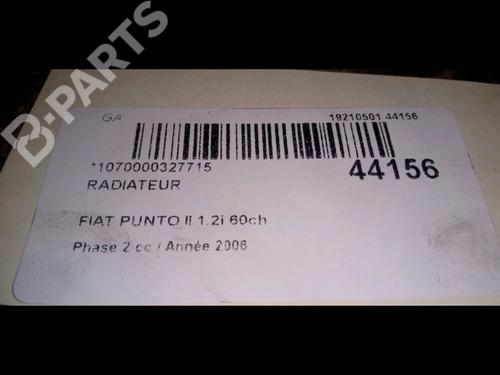 B-PARTS
GA
19210501 44156
*1070000327715
44156
RADIATEUR
FIAT PUNTO II 1.2i 60ch
Phase 2 cc / Année 2006